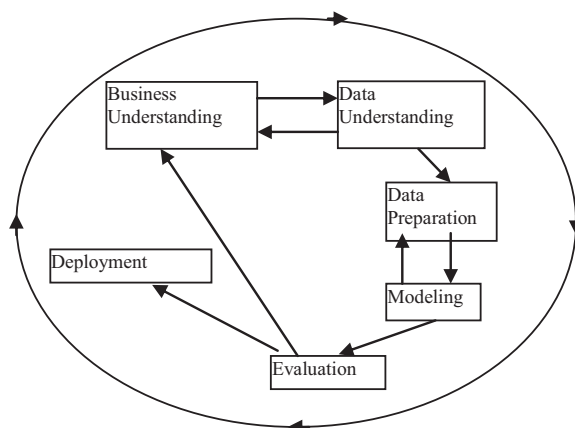 Business
Understanding
Data
Understanding
Data
Preparation
Modeling
Evaluation
Deployment